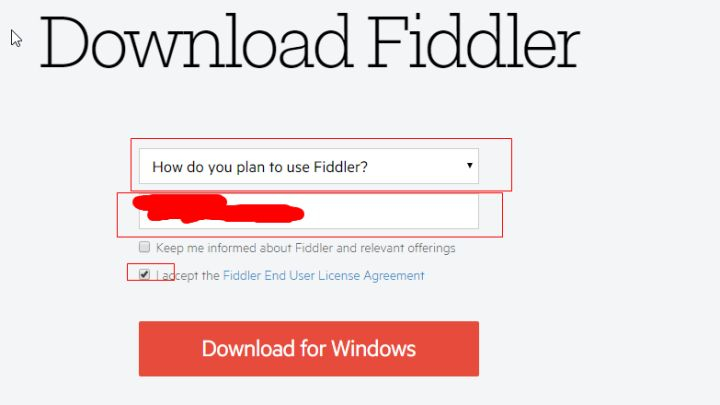 Download Fiddler
How do you plan to use Fiddler?
Keep me informed about Fiddler and relevant offerings
I accept the Fiddler End User License Agreement
Download for Windows